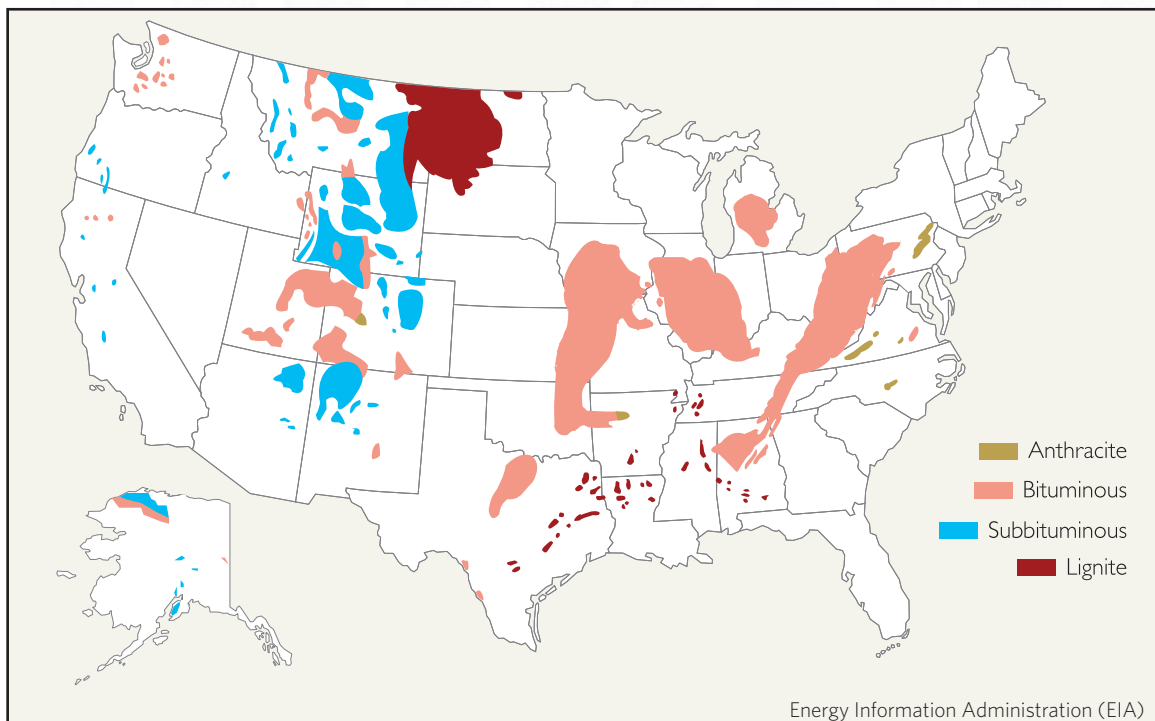 Anthracite
Bituminous
Subbituminous
Lignite
Energy Information Administration (EIA)